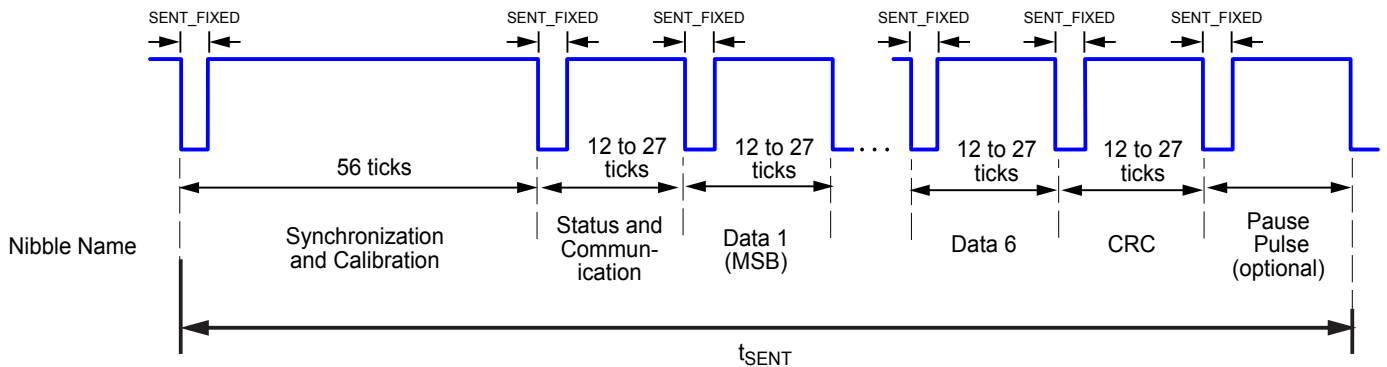 SENT_FIXED SENT_FIXED SENT_FIXED SENT_FIXED SENT_FIXED SENT_FIXED
56 ticks
12 to 27
ticks
12 to 27
ticks
. . .
12 to 27
ticks
12 to 27
ticks
Nibble Name
Synchronization
and Calibration
Status and
Commun-
ication
Data 1
(MSB)
Data 6
CRC
Pause
Pulse
(optional)
tSENT